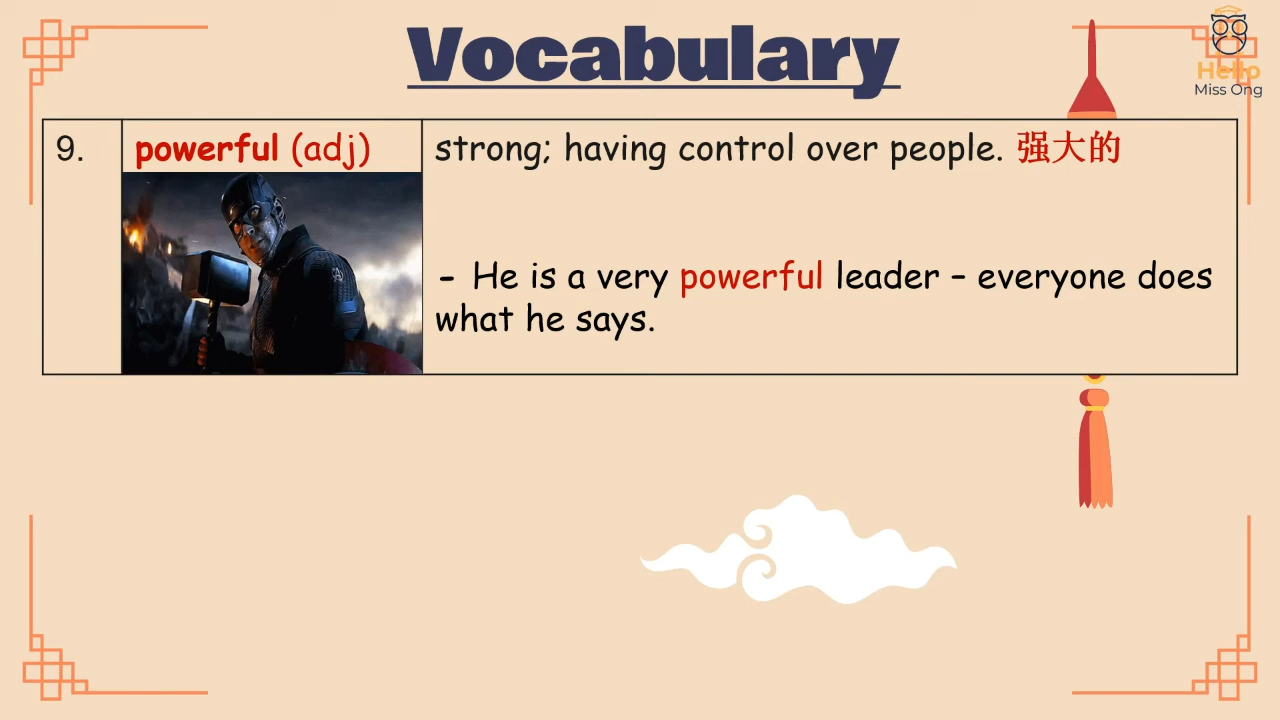 Vocabulary
Hello
Miss Ong
9.
powerful (adj)
strong; having control over people. 强大的
- He is a very powerful leader – everyone does
what he says.